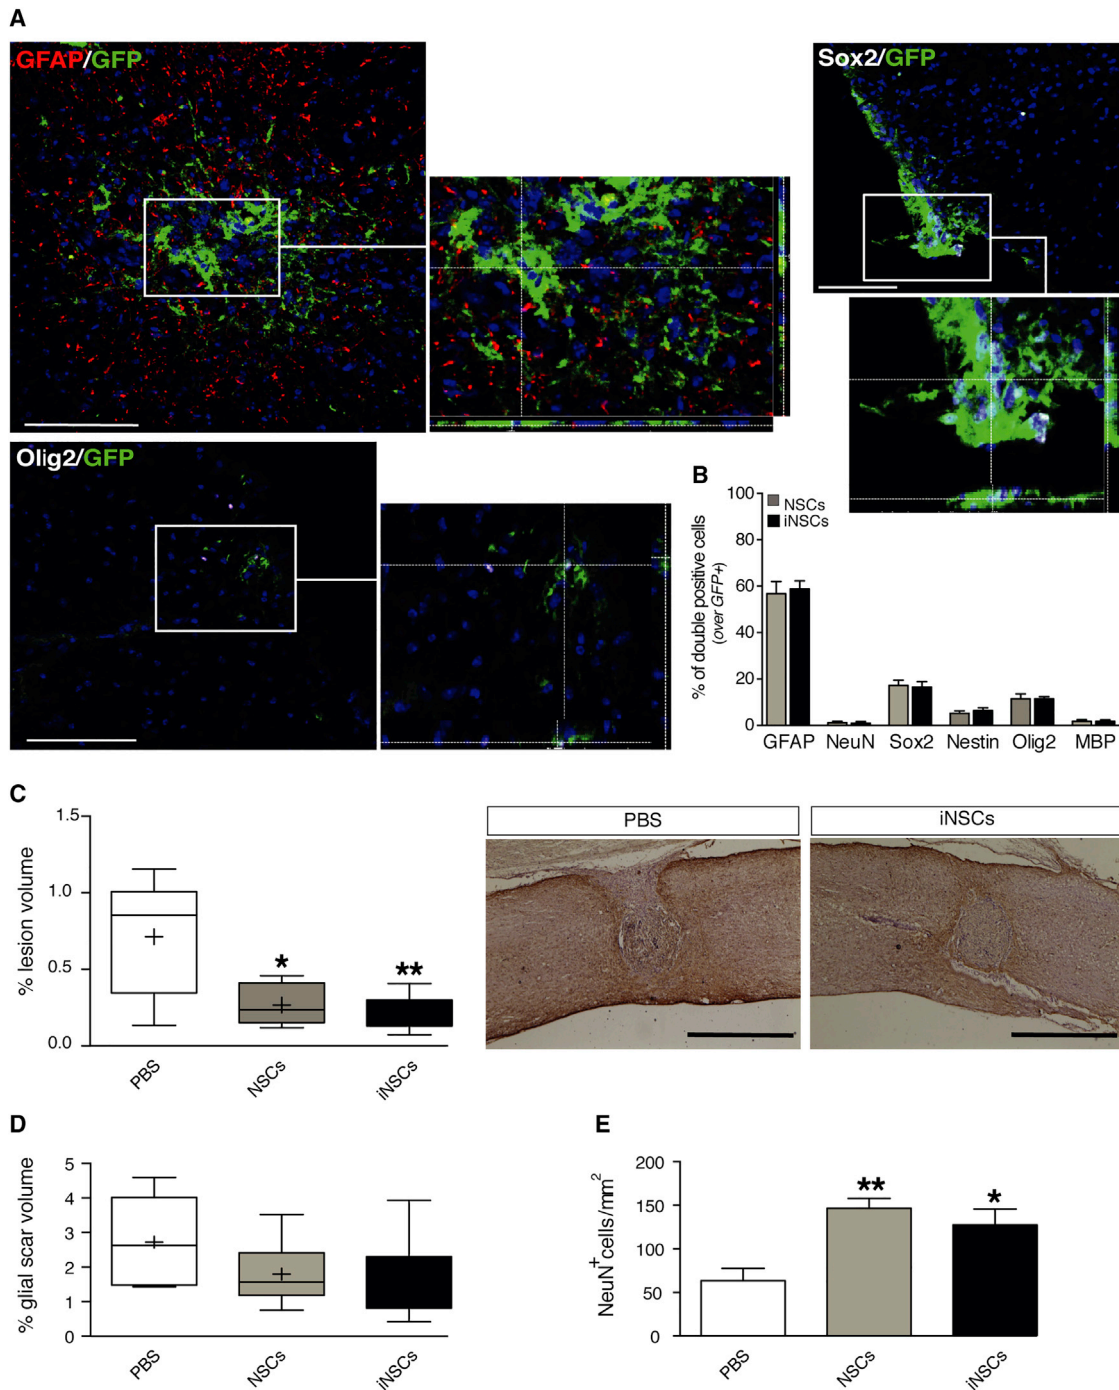 A
GFAP/GFP
Sox2/GFP
Olig2/GFP
B
% of double positive cells
(over GFP+)
100
80
60
40
20
0
NSCs
iNSCs
GFAP NeuN Sox2 Nestin Olig2 MBP
C
% lesion volume
1.5
1.0
0.5
0.0
*
**
PBS
NSCs
iNSCs
PBS
iNSCs
D
% glial scar volume
5
4
3
2
1
0
PBS
NSCs
iNSCs
E
NeuN+ cells/mm2
200
150
100
50
0
**
*
PBS
NSCs
iNSCs